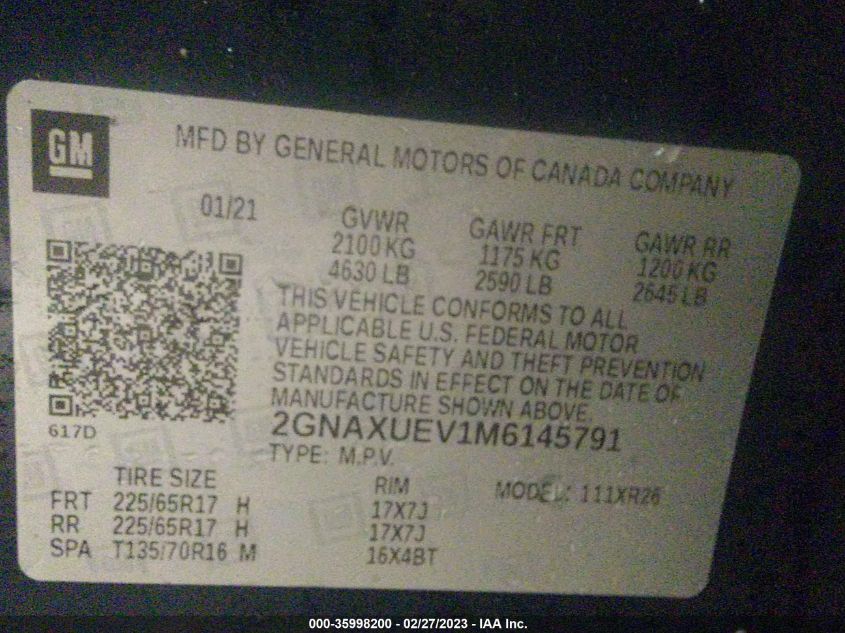 GM
MFD BY GENERAL MOTORS OF CANADA COMPANY
01/21
GVWR GAWR FRT GAWR RR
2100 KG 1175 KG 1200 KG
4630 LB 2590 LB 2645 LB
THIS VEHICLE CONFORMS TO ALL
APPLICABLE U.S. FEDERAL MOTOR
VEHICLE SAFETY AND THEFT PREVENTION
STANDARDS IN EFFECT ON THE DATE OF
MANUFACTURE SHOWN ABOVE.
617D
2GNAXUEV1M6145791
TYPE: M.P.V.
TIRE SIZE RIM MODEL: 111XR26
FRT 225/65R17 H 17X7J
RR 225/65R17 H 17X7J
SPA T135/70R16 M 16X4BT
000-35998200 - 02/27/2023 - IAA Inc.